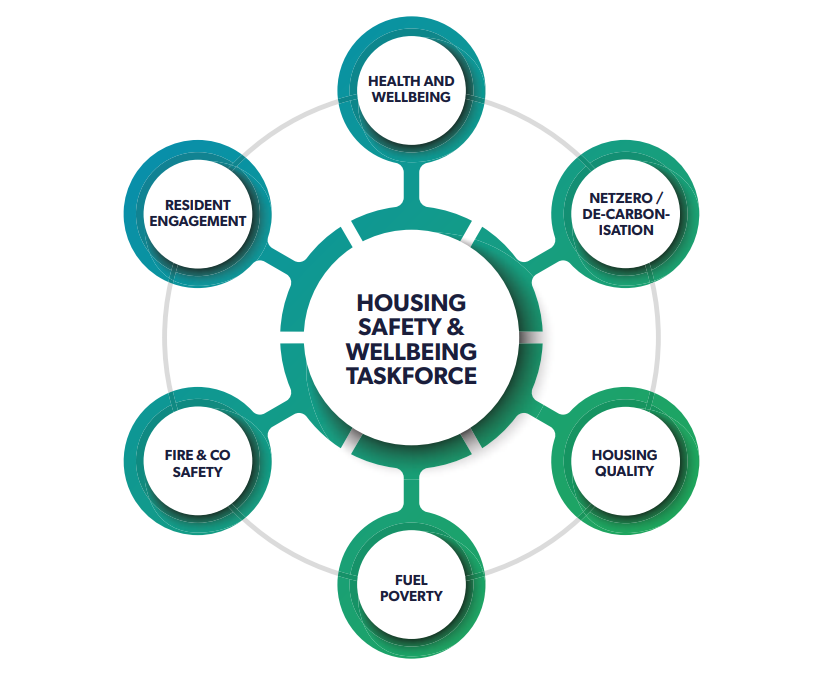 HEALTH AND
WELLBEING
RESIDENT
ENGAGEMENT
NETZERO /
DE-CARBON-
ISATION
HOUSING
SAFETY &
WELLBEING
TASKFORCE
FIRE & CO
SAFETY
HOUSING
QUALITY
FUEL
POVERTY